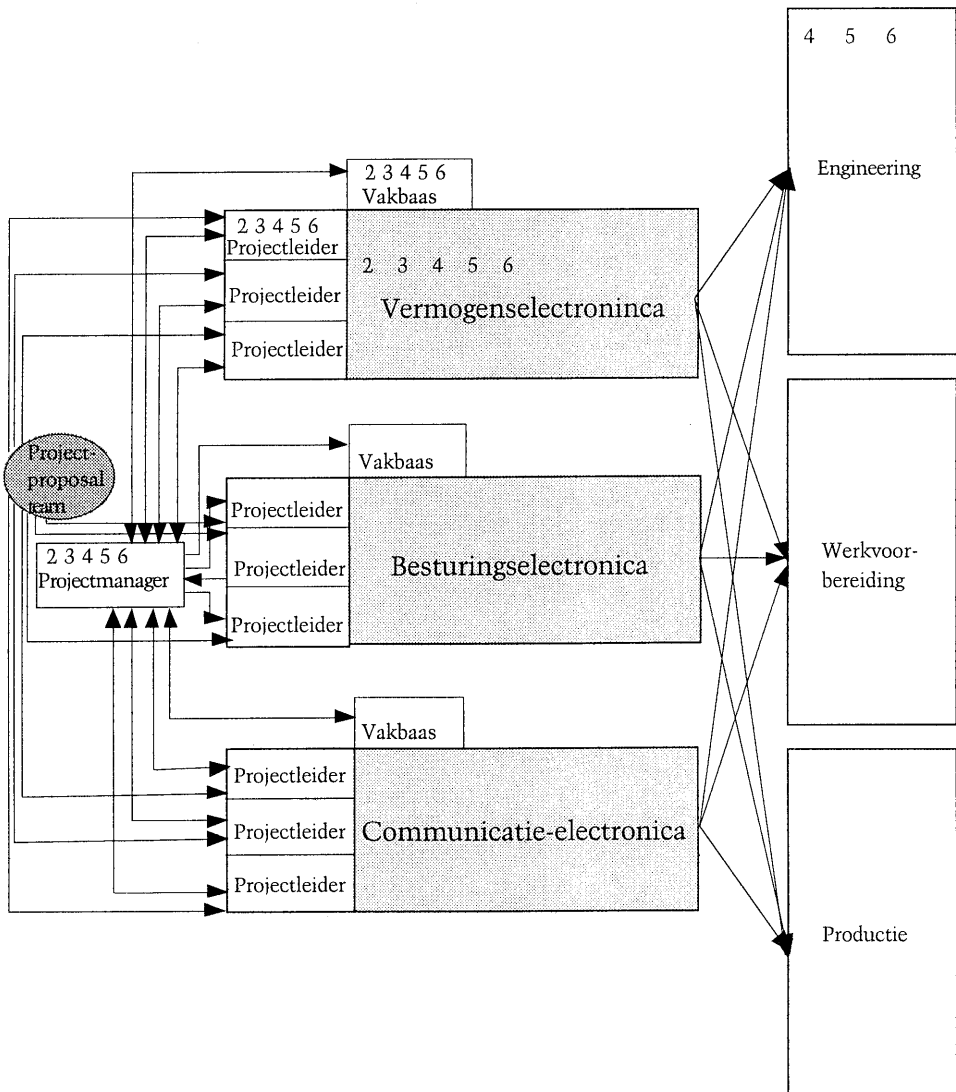 4 5 6
Engineering
2 3 4 5 6
Vakbaas
2 3 4 5 6
Projectleider
2 3 4 5 6
Vermogenselectroninca
Projectleider
Projectleider
Vakbaas
Project-
proposal
team
Projectleider
2 3 4 5 6
Projectmanager
Projectleider
Besturingselectronica
Werkvoor-
bereiding
Projectleider
Vakbaas
Projectleider
Projectleider
Communicatie-electronica
Projectleider
Productie